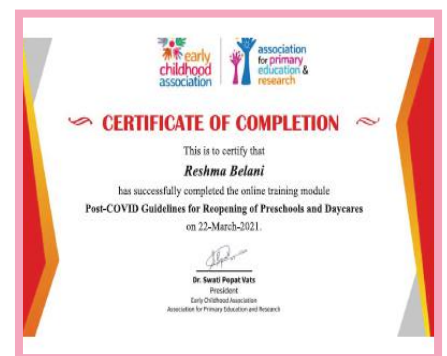 early
childhood
association
association
for primary
education &
research
CERTIFICATE OF COMPLETION
This is to certify that
Reshma Belani
has successfully completed the online training module
Post-COVID Guidelines for Reopening of Preschools and Daycares
on 22-March-2021.
Dr. Swati Popat Vats
President
Early Childhood Association
Association for Primary Education and Research